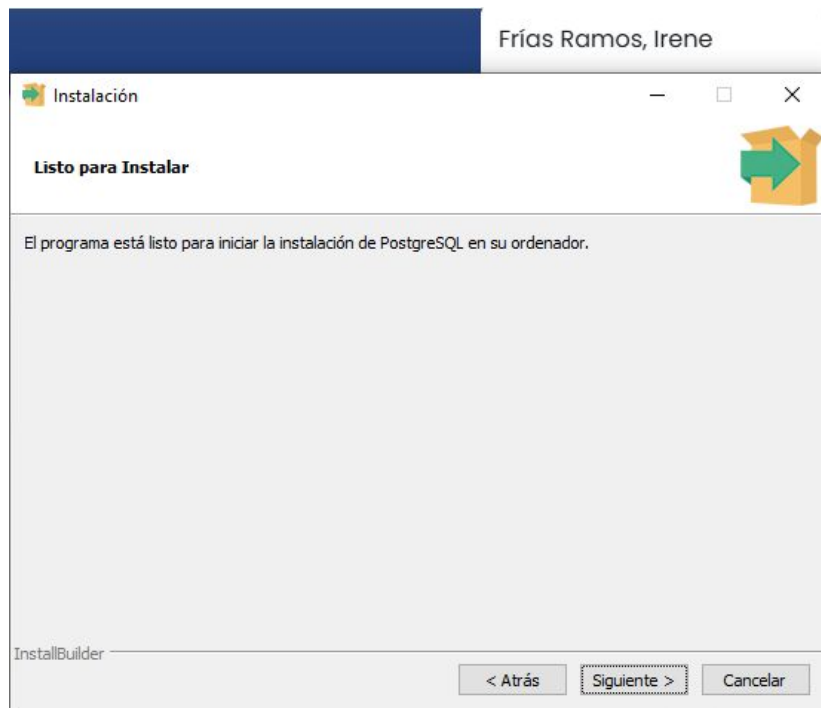 Frías Ramos, Irene
Instalación
Listo para Instalar
El programa está listo para iniciar la instalación de PostgreSQL en su ordenador.
InstallBuilder
< Atrás
Siguiente >
Cancelar